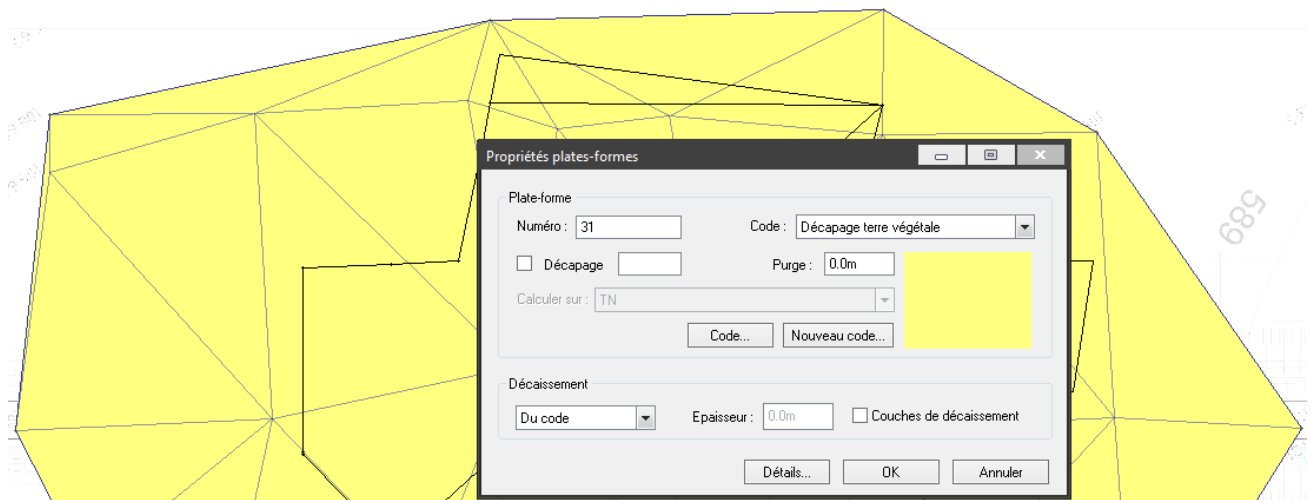 Propriétés plates-formes
Plate-forme
Numéro : 31 Code : Décapage terre végétale
Décapage Purge : 0.0m
Calculer sur : TN
Code... Nouveau code...
Décaissement
Du code Epaisseur : 0.0m Couches de décaissement
Détails... OK Annuler
589